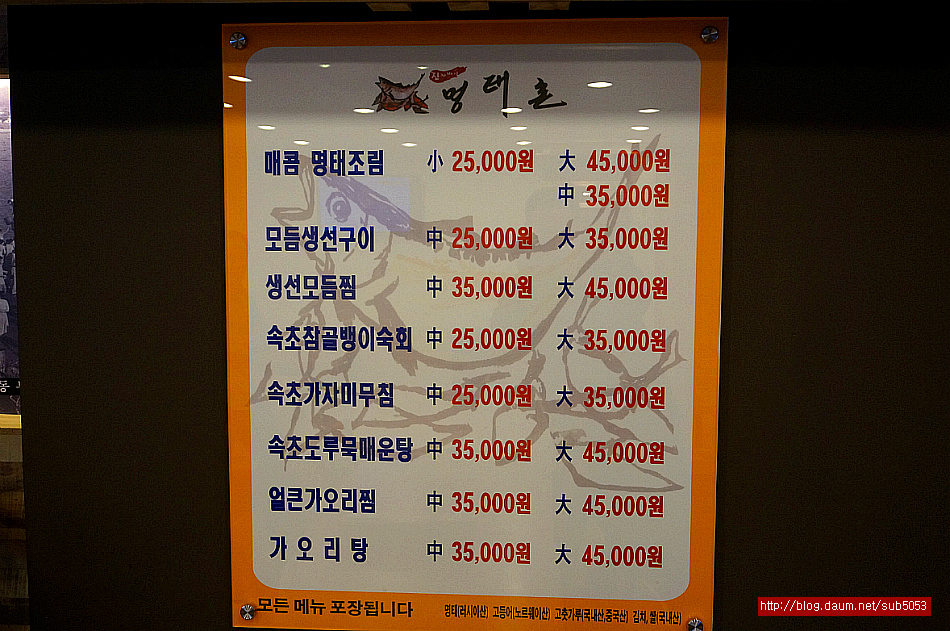 명태촌
매콤 명태조림 小 25,000원 大 45,000원
中 35,000원
모듬생선구이 中 25,000원 大 35,000원
생선모듬찜 中 35,000원 大 45,000원
속초참골뱅이숙회 中 25,000원 大 35,000원
속초가자미무침 中 25,000원 大 35,000원
속초도루묵매운탕 中 35,000원 大 45,000원
얼큰가오리찜 中 35,000원 大 45,000원
가 오 리 탕 中 35,000원 大 45,000원
모든 메뉴 포장됩니다 명태(러시아산) 고등어(노르웨이산) 고춧가루(국내산,중국산) 김치, 쌀(국내산)
http://blog.daum.net/sub5053